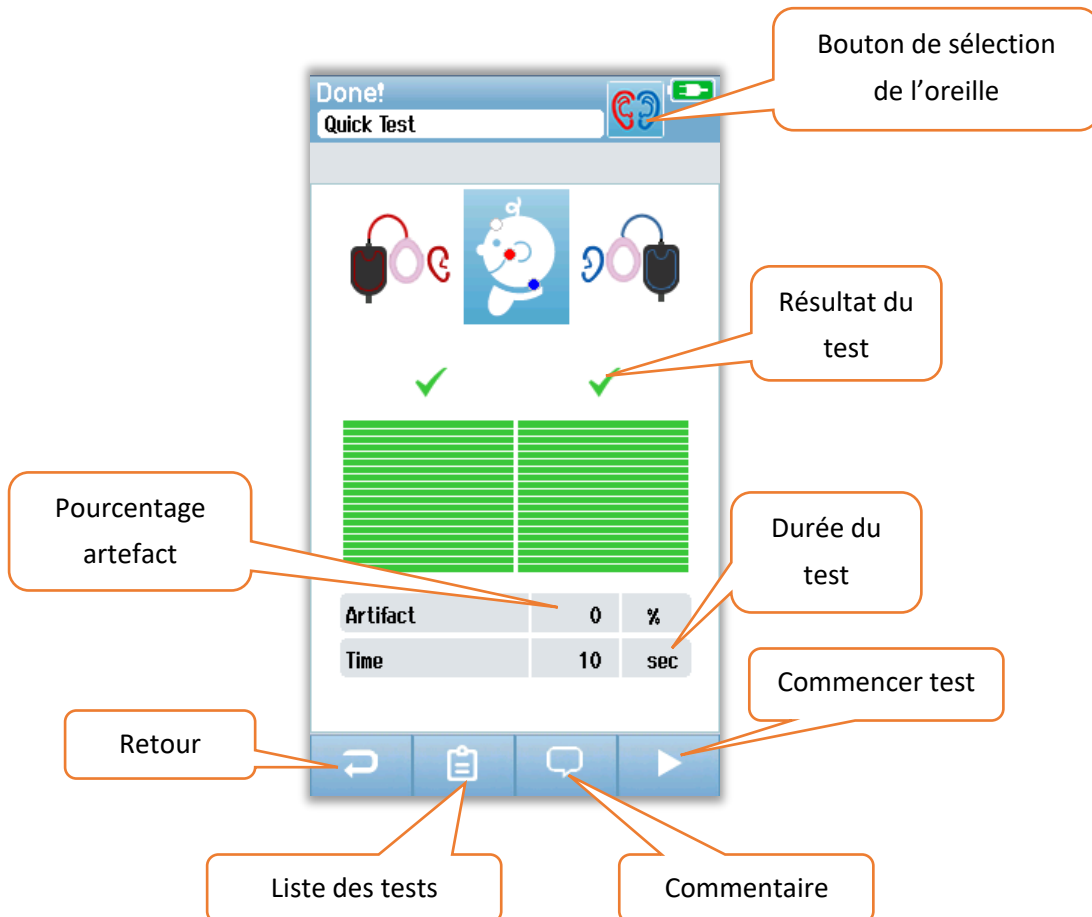 Bouton de sélection
de l'oreille
Done!
Quick Test
Résultat du
test
Pourcentage
artefact
Durée du
test
Artifact 0 %
Time 10 sec
Commencer test
Retour
Liste des tests
Commentaire